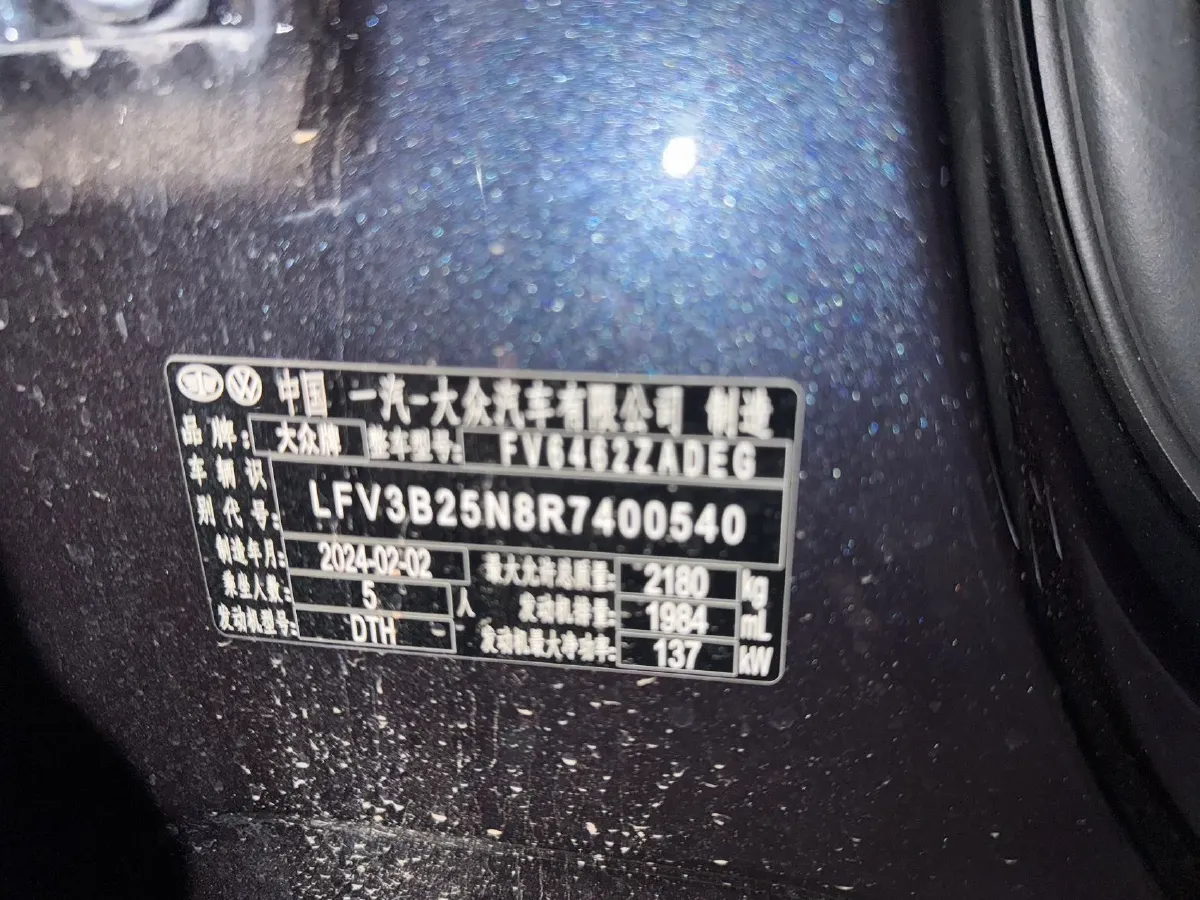 中国 一汽-大众汽车有限公司 制造
品 牌: 大众牌 整车型号: FV6462ZADEG
车 辆 识
别 代 号: LFV3B25N8R7400540
制造年月: 2024-02-02 最大允许总质量: 2180 kg
乘坐人数: 5 人 发动机排量: 1984 mL
发动机型号: DTH 发动机最大净功率: 137 kW